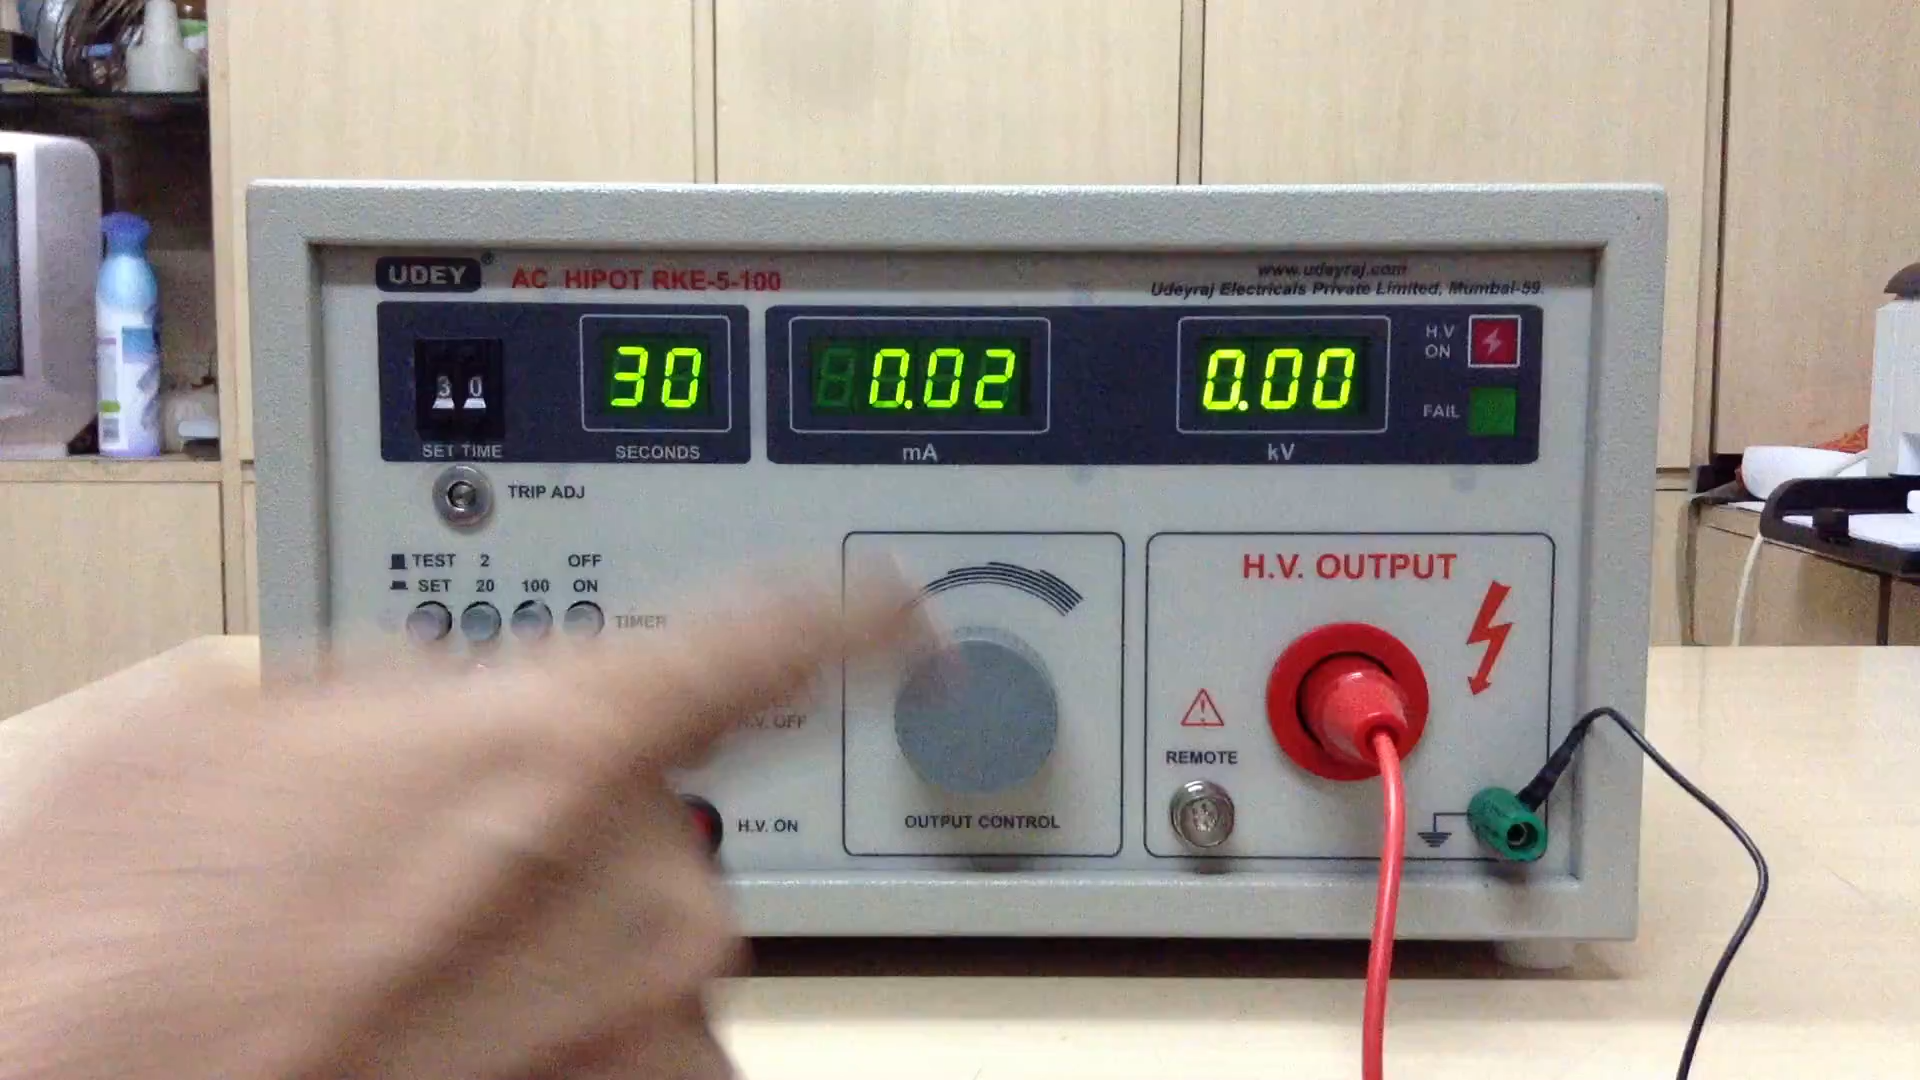 UDEY®
AC HIPOT RKE-5-100
www.udeyraj.com
Udeyraj Electricals Private Limited, Mumbai-59.
30
30
0.02
0.00
H.V ON
FAIL
SET TIME
SECONDS
mA
kV
TRIP ADJ
TEST 2 OFF
SET 20 100 ON
TIMER
H.V. OFF
H.V. ON
OUTPUT CONTROL
H.V. OUTPUT
REMOTE